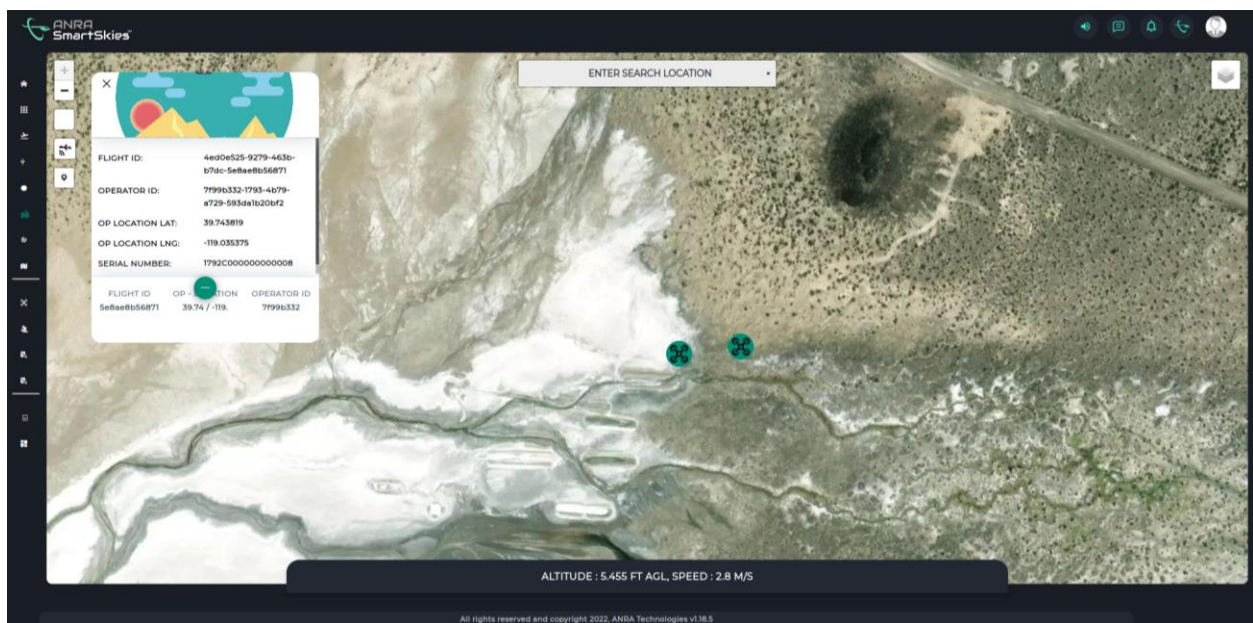 ANRA
SmartSkies
ENTER SEARCH LOCATION
FLIGHT ID: 4ed0e525-9279-463b-
b7dc-5e8ae8b56871
OPERATOR ID: 7f99b332-1793-4b79-
a729-593da1b20bf2
OP LOCATION LAT: 39.743819
OP LOCATION LNG: -119.035375
SERIAL NUMBER: 1792C000000000008
FLIGHT ID OP - OPERATOR ID
5e8ae8b56871 39.74 / -119. 7f99b332
ALTITUDE : 5.455 FT AGL, SPEED : 2.8 M/S
All rights reserved and copyright 2022, ANRA Technologies v1.18.5